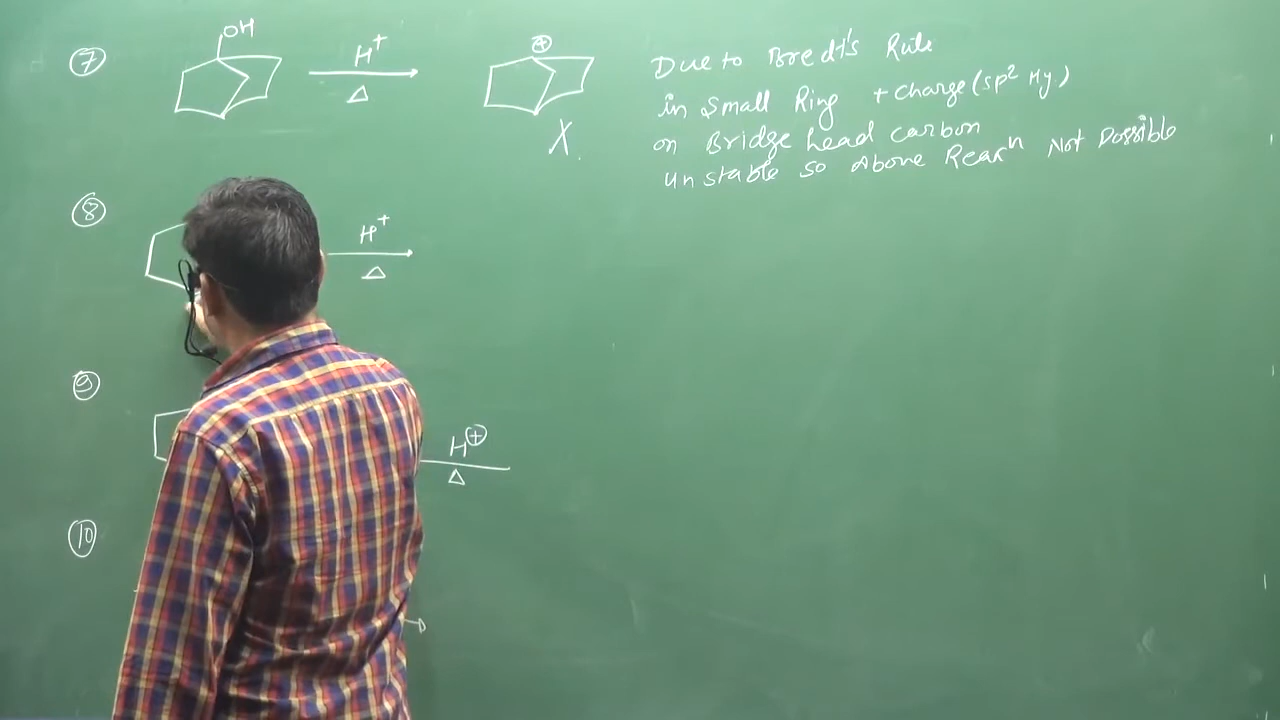 ⑦ OH H⁺ Δ ⊕ X
Due to Bredt's Rule
in Small Ring + charge (sp² Hy.)
on Bridge head carbon
unstable so Above Reaxⁿ Not Possible
⑧ H⁺ Δ
⑨ H⊕ Δ
⑩